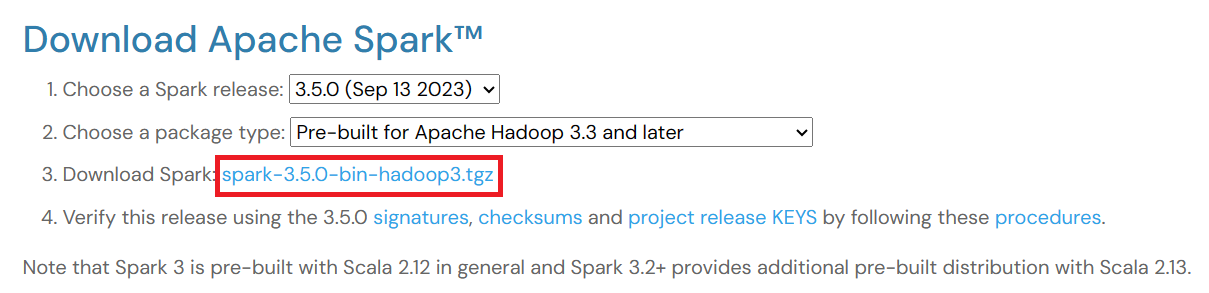 Download Apache Spark™
1. Choose a Spark release: 3.5.0 (Sep 13 2023)
2. Choose a package type: Pre-built for Apache Hadoop 3.3 and later
3. Download Spark: spark-3.5.0-bin-hadoop3.tgz
4. Verify this release using the 3.5.0 signatures, checksums and project release KEYS by following these procedures.
Note that Spark 3 is pre-built with Scala 2.12 in general and Spark 3.2+ provides additional pre-built distribution with Scala 2.13.